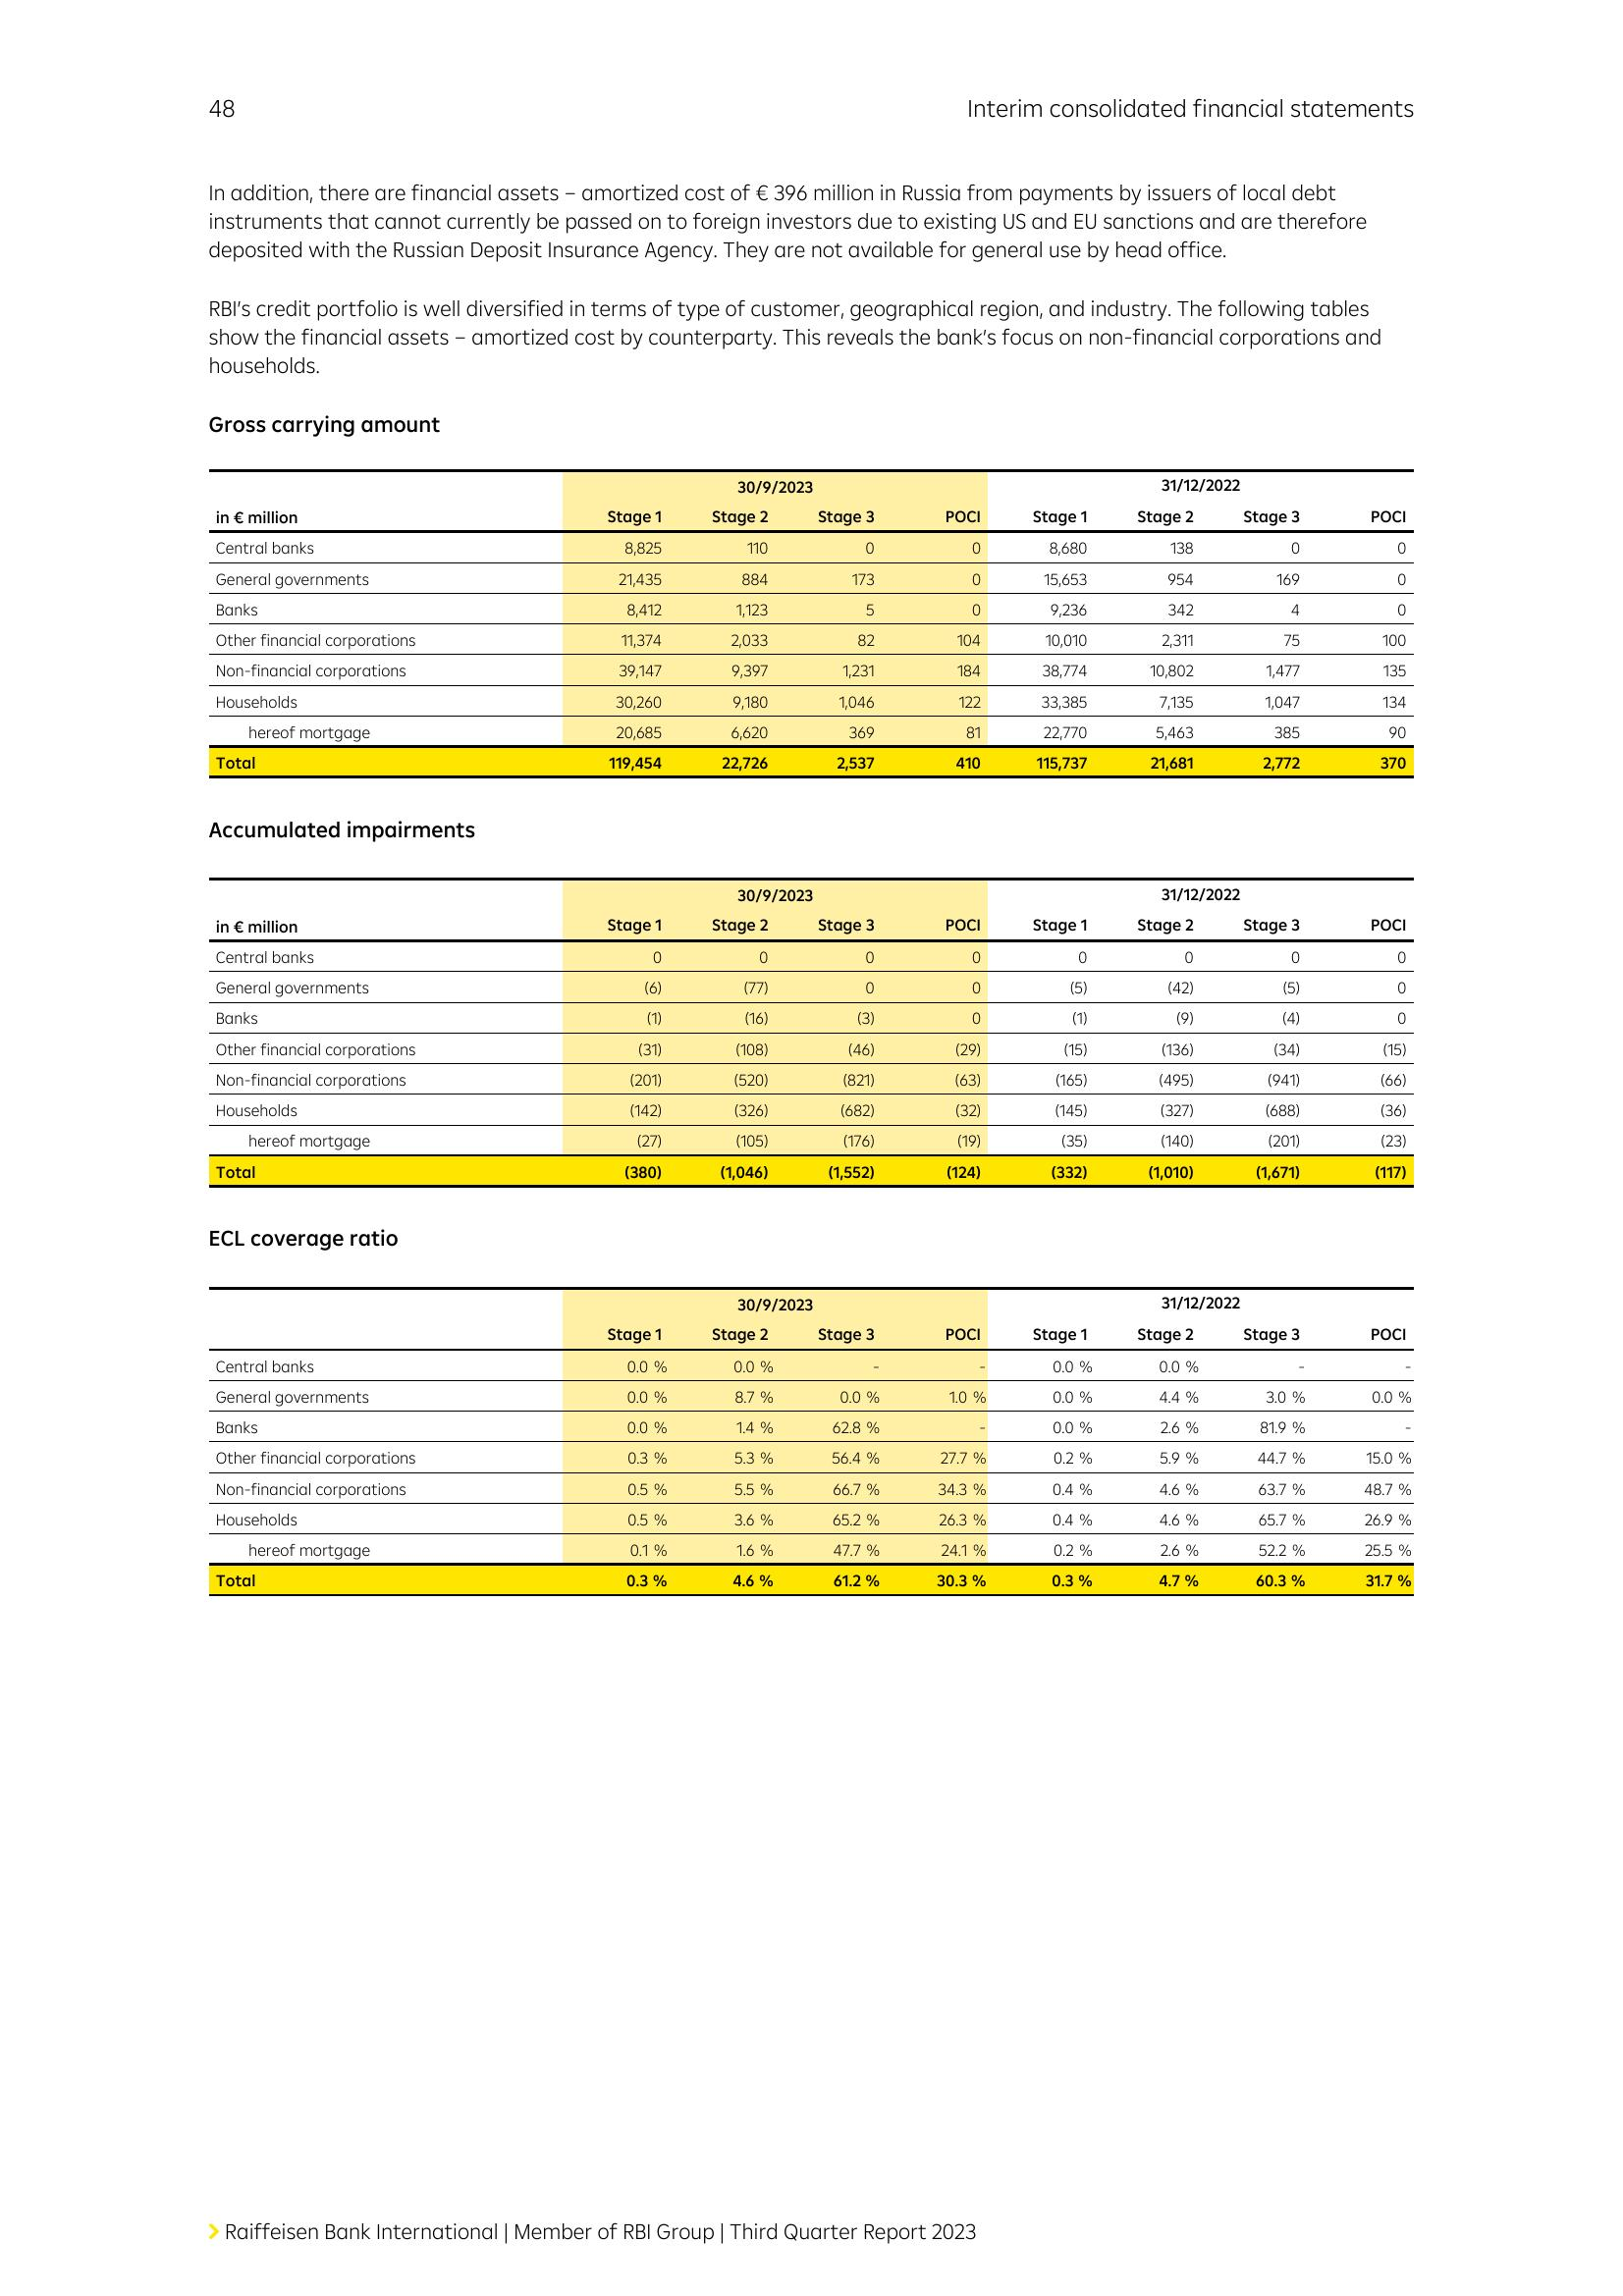 48
Interim consolidated financial statements
In addition, there are financial assets – amortized cost of € 396 million in Russia from payments by issuers of local debt
instruments that cannot currently be passed on to foreign investors due to existing US and EU sanctions and are therefore
deposited with the Russian Deposit Insurance Agency. They are not available for general use by head office.
RBI's credit portfolio is well diversified in terms of type of customer, geographical region, and industry. The following tables
show the financial assets – amortized cost by counterparty. This reveals the bank's focus on non-financial corporations and
households.
Gross carrying amount
30/9/2023 31/12/2022
in € million Stage 1 Stage 2 Stage 3 POCI Stage 1 Stage 2 Stage 3 POCI
Central banks 8,825 110 0 0 8,680 138 0 0
General governments 21,435 884 173 0 15,653 954 169 0
Banks 8,412 1,123 5 0 9,236 342 4 0
Other financial corporations 11,374 2,033 82 104 10,010 2,311 75 100
Non-financial corporations 39,147 9,397 1,231 184 38,774 10,802 1,477 135
Households 30,260 9,180 1,046 122 33,385 7,135 1,047 134
hereof mortgage 20,685 6,620 369 81 22,770 5,463 385 90
Total 119,454 22,726 2,537 410 115,737 21,681 2,772 370
Accumulated impairments
30/9/2023 31/12/2022
in € million Stage 1 Stage 2 Stage 3 POCI Stage 1 Stage 2 Stage 3 POCI
Central banks 0 0 0 0 0 0 0 0
General governments (6) (77) 0 0 (5) (42) (5) 0
Banks (1) (16) (3) 0 (1) (9) (4) 0
Other financial corporations (31) (108) (46) (29) (15) (136) (34) (15)
Non-financial corporations (201) (520) (821) (63) (165) (495) (941) (66)
Households (142) (326) (682) (32) (145) (327) (688) (36)
hereof mortgage (27) (105) (176) (19) (35) (140) (201) (23)
Total (380) (1,046) (1,552) (124) (332) (1,010) (1,671) (117)
ECL coverage ratio
30/9/2023 31/12/2022
Stage 1 Stage 2 Stage 3 POCI Stage 1 Stage 2 Stage 3 POCI
Central banks 0.0 % 0.0 % - - 0.0 % 0.0 % - -
General governments 0.0 % 8.7 % 0.0 % 1.0 % 0.0 % 4.4 % 3.0 % 0.0 %
Banks 0.0 % 1.4 % 62.8 % - 0.0 % 2.6 % 81.9 % -
Other financial corporations 0.3 % 5.3 % 56.4 % 27.7 % 0.2 % 5.9 % 44.7 % 15.0 %
Non-financial corporations 0.5 % 5.5 % 66.7 % 34.3 % 0.4 % 4.6 % 63.7 % 48.7 %
Households 0.5 % 3.6 % 65.2 % 26.3 % 0.4 % 4.6 % 65.7 % 26.9 %
hereof mortgage 0.1 % 1.6 % 47.7 % 24.1 % 0.2 % 2.6 % 52.2 % 25.5 %
Total 0.3 % 4.6 % 61.2 % 30.3 % 0.3 % 4.7 % 60.3 % 31.7 %
Raiffeisen Bank International | Member of RBI Group | Third Quarter Report 2023